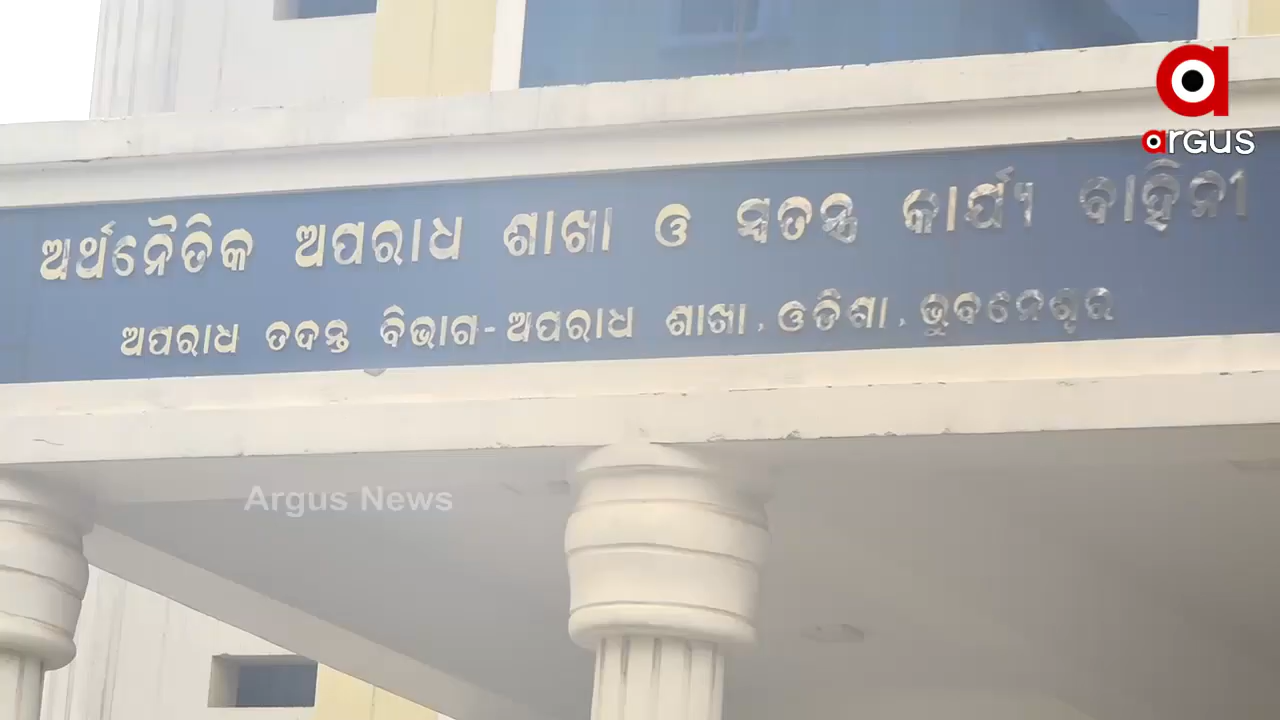 argus
ଅର୍ଥନୈତିକ ଅପରାଧ ଶାଖା ଓ ସ୍ୱତନ୍ତ୍ର କାର୍ଯ୍ୟ ବାହିନୀ
ଅପରାଧ ତଦନ୍ତ ବିଭାଗ-ଅପରାଧ ଶାଖା, ଓଡିଶା, ଭୁବନେଶ୍ୱର
Argus News